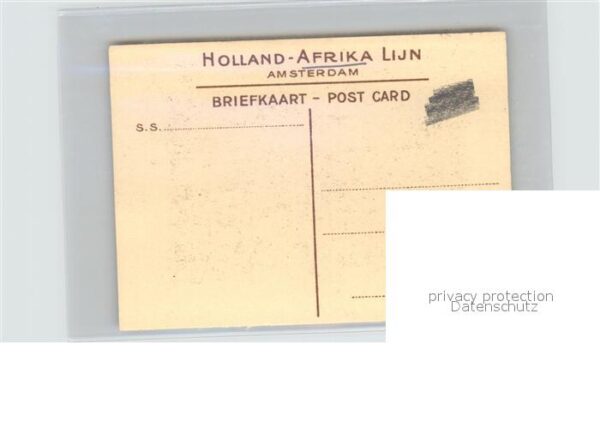 HOLLAND-AFRIKA LIJN
AMSTERDAM
BRIEFKAART - POST CARD
S.S.
privacy protection
Datenschutz